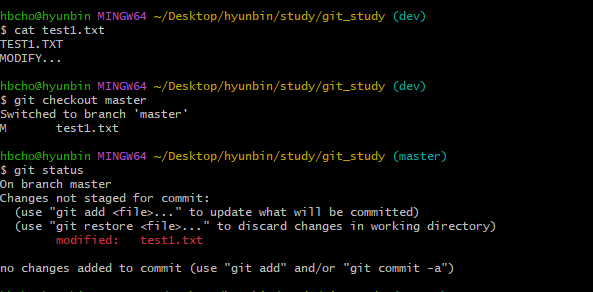 hbcho@hyunbin MINGW64 ~/Desktop/hyunbin/study/git_study (dev)
$ cat test1.txt
TEST1.TXT
MODIFY...
hbcho@hyunbin MINGW64 ~/Desktop/hyunbin/study/git_study (dev)
$ git checkout master
Switched to branch 'master'
M       test1.txt
hbcho@hyunbin MINGW64 ~/Desktop/hyunbin/study/git_study (master)
$ git status
On branch master
Changes not staged for commit:
  (use "git add <file>..." to update what will be committed)
  (use "git restore <file>..." to discard changes in working directory)
        modified:   test1.txt
no changes added to commit (use "git add" and/or "git commit -a")